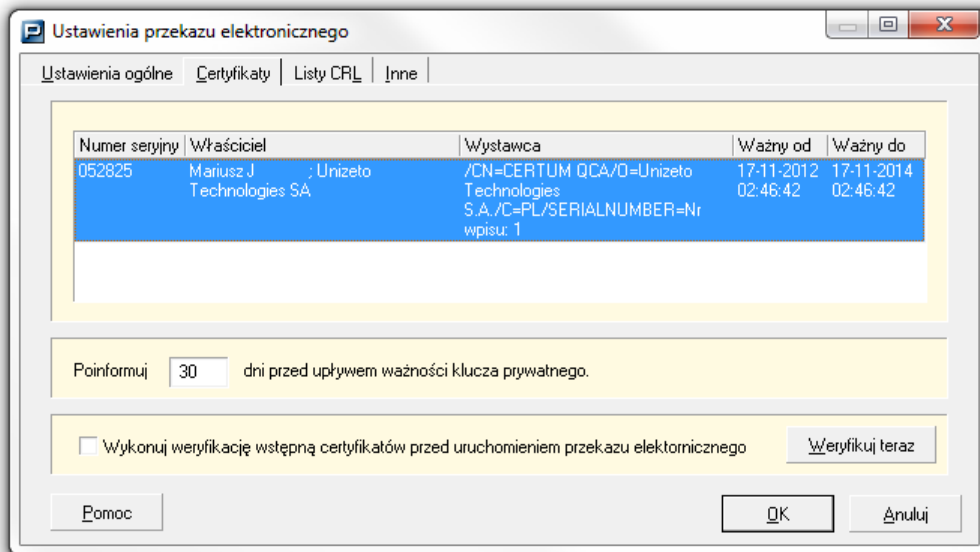 Ustawienia przekazu elektronicznego
Ustawienia ogólne Certyfikaty Listy CRL Inne
Numer seryjny Właściciel Wystawca Ważny od Ważny do
052825 Mariusz J ; Unizeto /CN=CERTUM QCA/O=Unizeto 17-11-2012 17-11-2014
Technologies SA Technologies 02:46:42 02:46:42
S.A./C=PL/SERIALNUMBER=Nr
wpisu: 1
Poinformuj 30 dni przed upływem ważności klucza prywatnego.
Wykonuj weryfikację wstępną certyfikatów przed uruchomieniem przekazu elektornicznego Weryfikuj teraz
Pomoc OK Anuluj